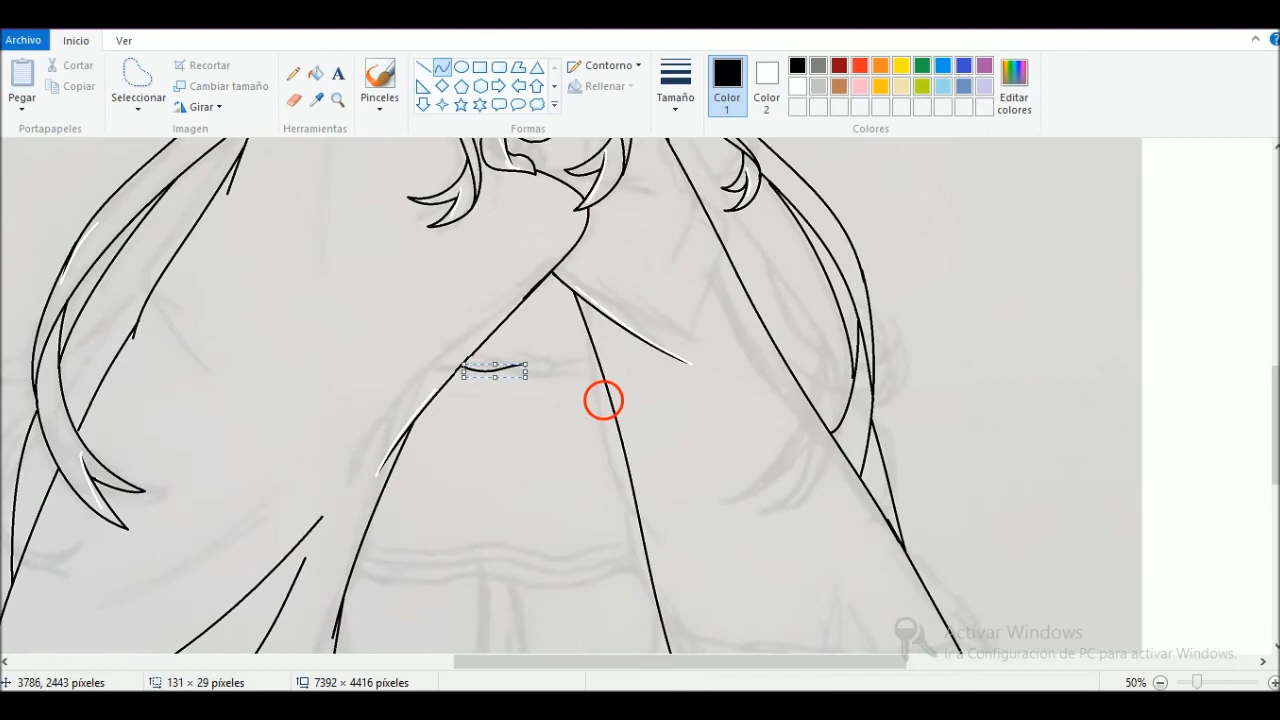 Archivo Inicio Ver
Pegar
Cortar
Copiar
Portapapeles
Seleccionar
Recortar
Cambiar tamaño
Girar
Imagen
A
Herramientas
Pinceles
Contorno
Rellenar
Formas
Tamaño
Color
1
Color
2
Editar
colores
Colores
Activar Windows
Ir a Configuración de PC para activar Windows.
3786, 2443 píxeles 131 × 29 píxeles 7392 × 4416 píxeles 50%